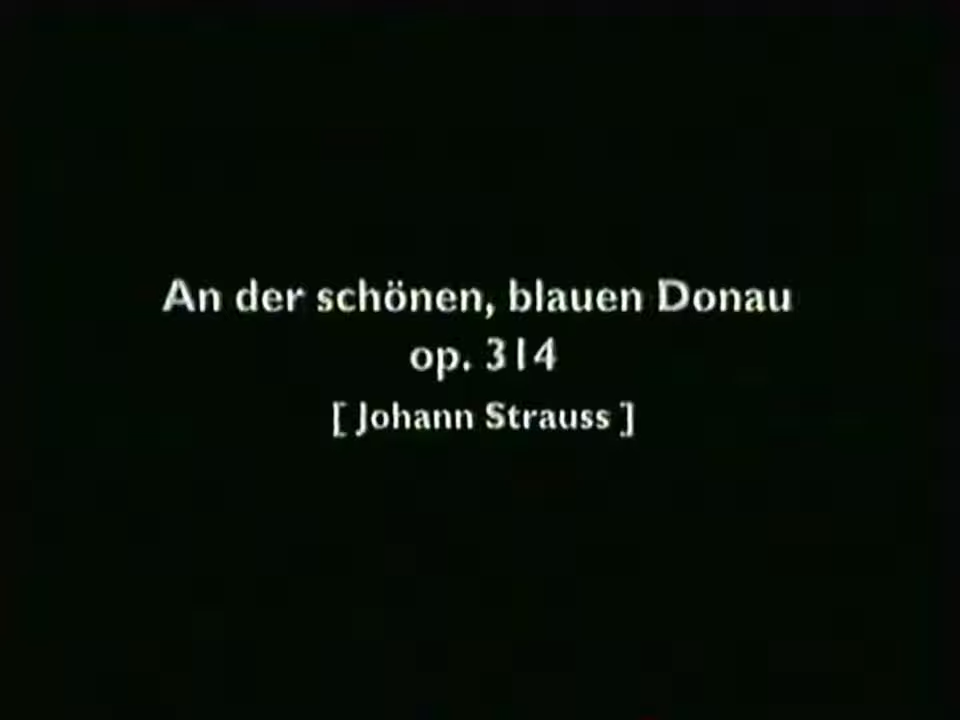 An der schönen, blauen Donau
op. 314
[ Johann Strauss ]